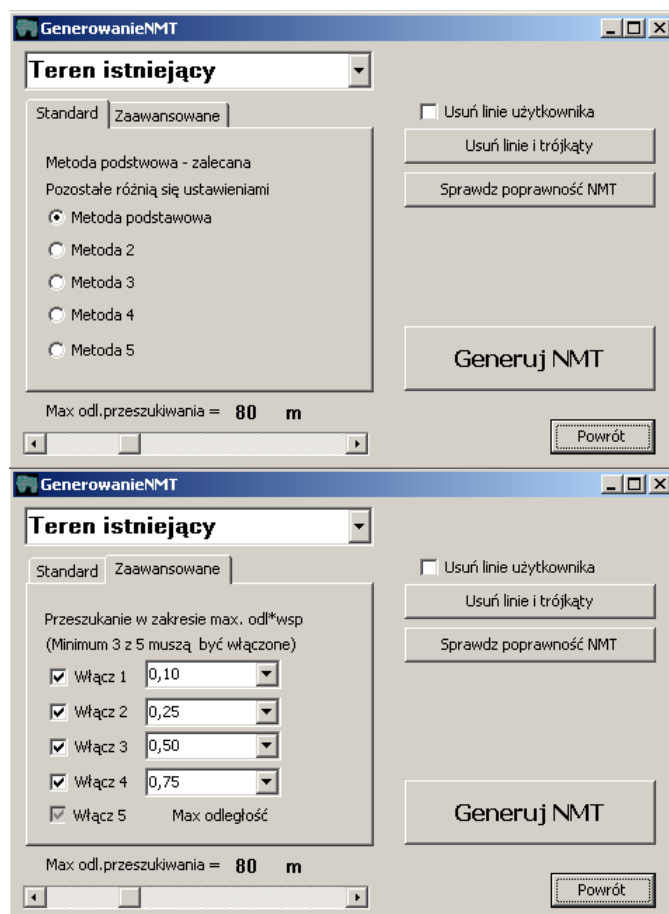 GenerowanieNMT
Teren istniejący
Standard Zaawansowane
Metoda podstwowa - zalecana
Pozostałe różnią się ustawieniami
Metoda podstawowa
Metoda 2
Metoda 3
Metoda 4
Metoda 5
Max odl.przeszukiwania = 80 m
Usuń linie użytkownika
Usuń linie i trójkąty
Sprawdz poprawność NMT
Generuj NMT
Powrót
GenerowanieNMT
Teren istniejący
Standard Zaawansowane
Przeszukanie w zakresie max. odl*wsp
(Minimum 3 z 5 muszą być włączone)
Włącz 1 0,10
Włącz 2 0,25
Włącz 3 0,50
Włącz 4 0,75
Włącz 5 Max odległość
Max odl.przeszukiwania = 80 m
Usuń linie użytkownika
Usuń linie i trójkąty
Sprawdz poprawność NMT
Generuj NMT
Powrót